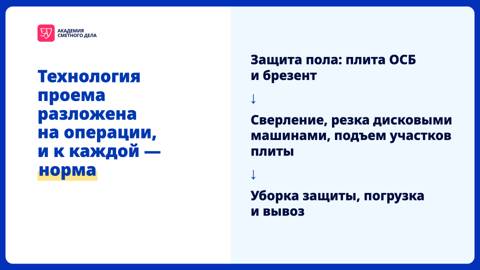 АКАДЕМИЯ
СМЕТНОГО ДЕЛА
Технология
проема
разложена
на операции,
и к каждой —
норма
Защита пола: плита ОСБ
и брезент
↓
Сверление, резка дисковыми
машинами, подъем участков
плиты
↓
Уборка защиты, погрузка
и вывоз